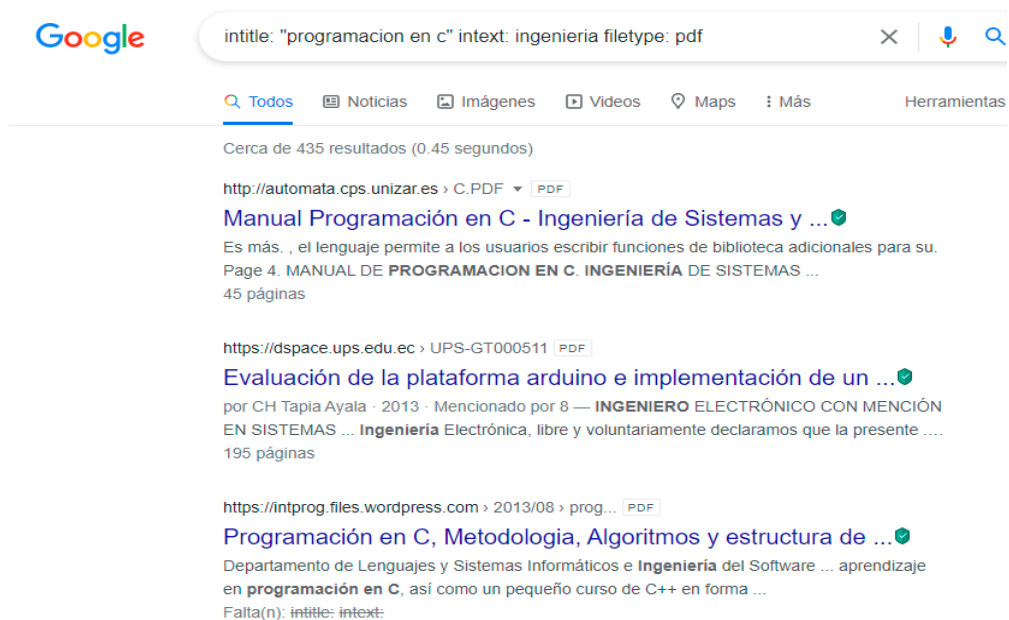 Google
intitle: "programacion en c" intext: ingenieria filetype: pdf
Todos Noticias Imágenes Videos Maps Más Herramientas
Cerca de 435 resultados (0.45 segundos)
http://automata.cps.unizar.es › C.PDF PDF
Manual Programación en C - Ingeniería de Sistemas y ...
Es más. , el lenguaje permite a los usuarios escribir funciones de biblioteca adicionales para su.
Page 4. MANUAL DE PROGRAMACION EN C. INGENIERÍA DE SISTEMAS ...
45 páginas
https://dspace.ups.edu.ec › UPS-GT000511 PDF
Evaluación de la plataforma arduino e implementación de un ...
por CH Tapia Ayala · 2013 · Mencionado por 8 — INGENIERO ELECTRÓNICO CON MENCIÓN
EN SISTEMAS ... Ingeniería Electrónica, libre y voluntariamente declaramos que la presente ....
195 páginas
https://intprog.files.wordpress.com › 2013/08 › prog... PDF
Programación en C, Metodologia, Algoritmos y estructura de ...
Departamento de Lenguajes y Sistemas Informáticos e Ingeniería del Software ... aprendizaje
en programación en C, así como un pequeño curso de C++ en forma ...
Falta(n): intitle: intext: